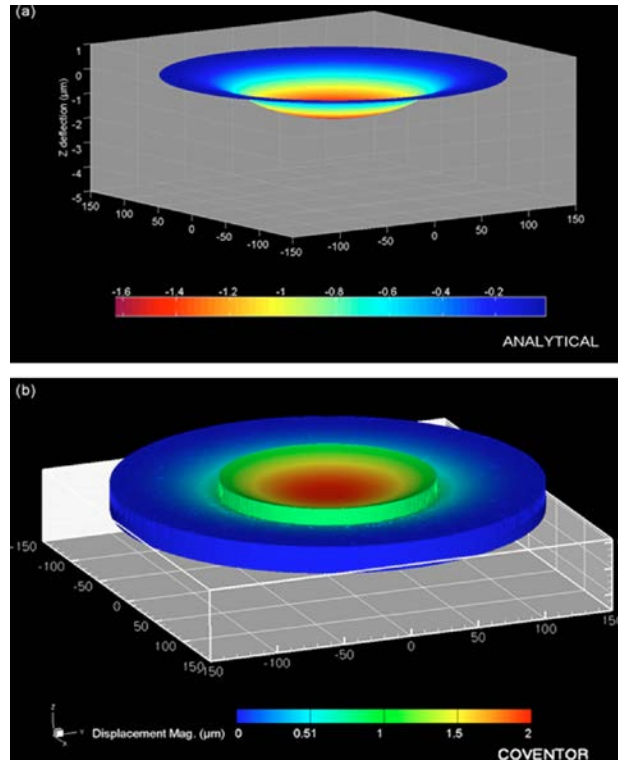 (a)
1
0
-1
-2
-3
-4
-5
Z deflection (µm)
150 100 50 0 -50 -100 -150
-150 -100 -50 0 50 100 150
-1.6 -1.4 -1.2 -1 -0.8 -0.6 -0.4 -0.2
ANALYTICAL
(b)
-150 -100 -50 0 50 100 150
150 -100 -50 0 50 100 150
Z
Y
X
Displacement Mag. (µm) 0 0.51 1 1.5 2
COVENTOR